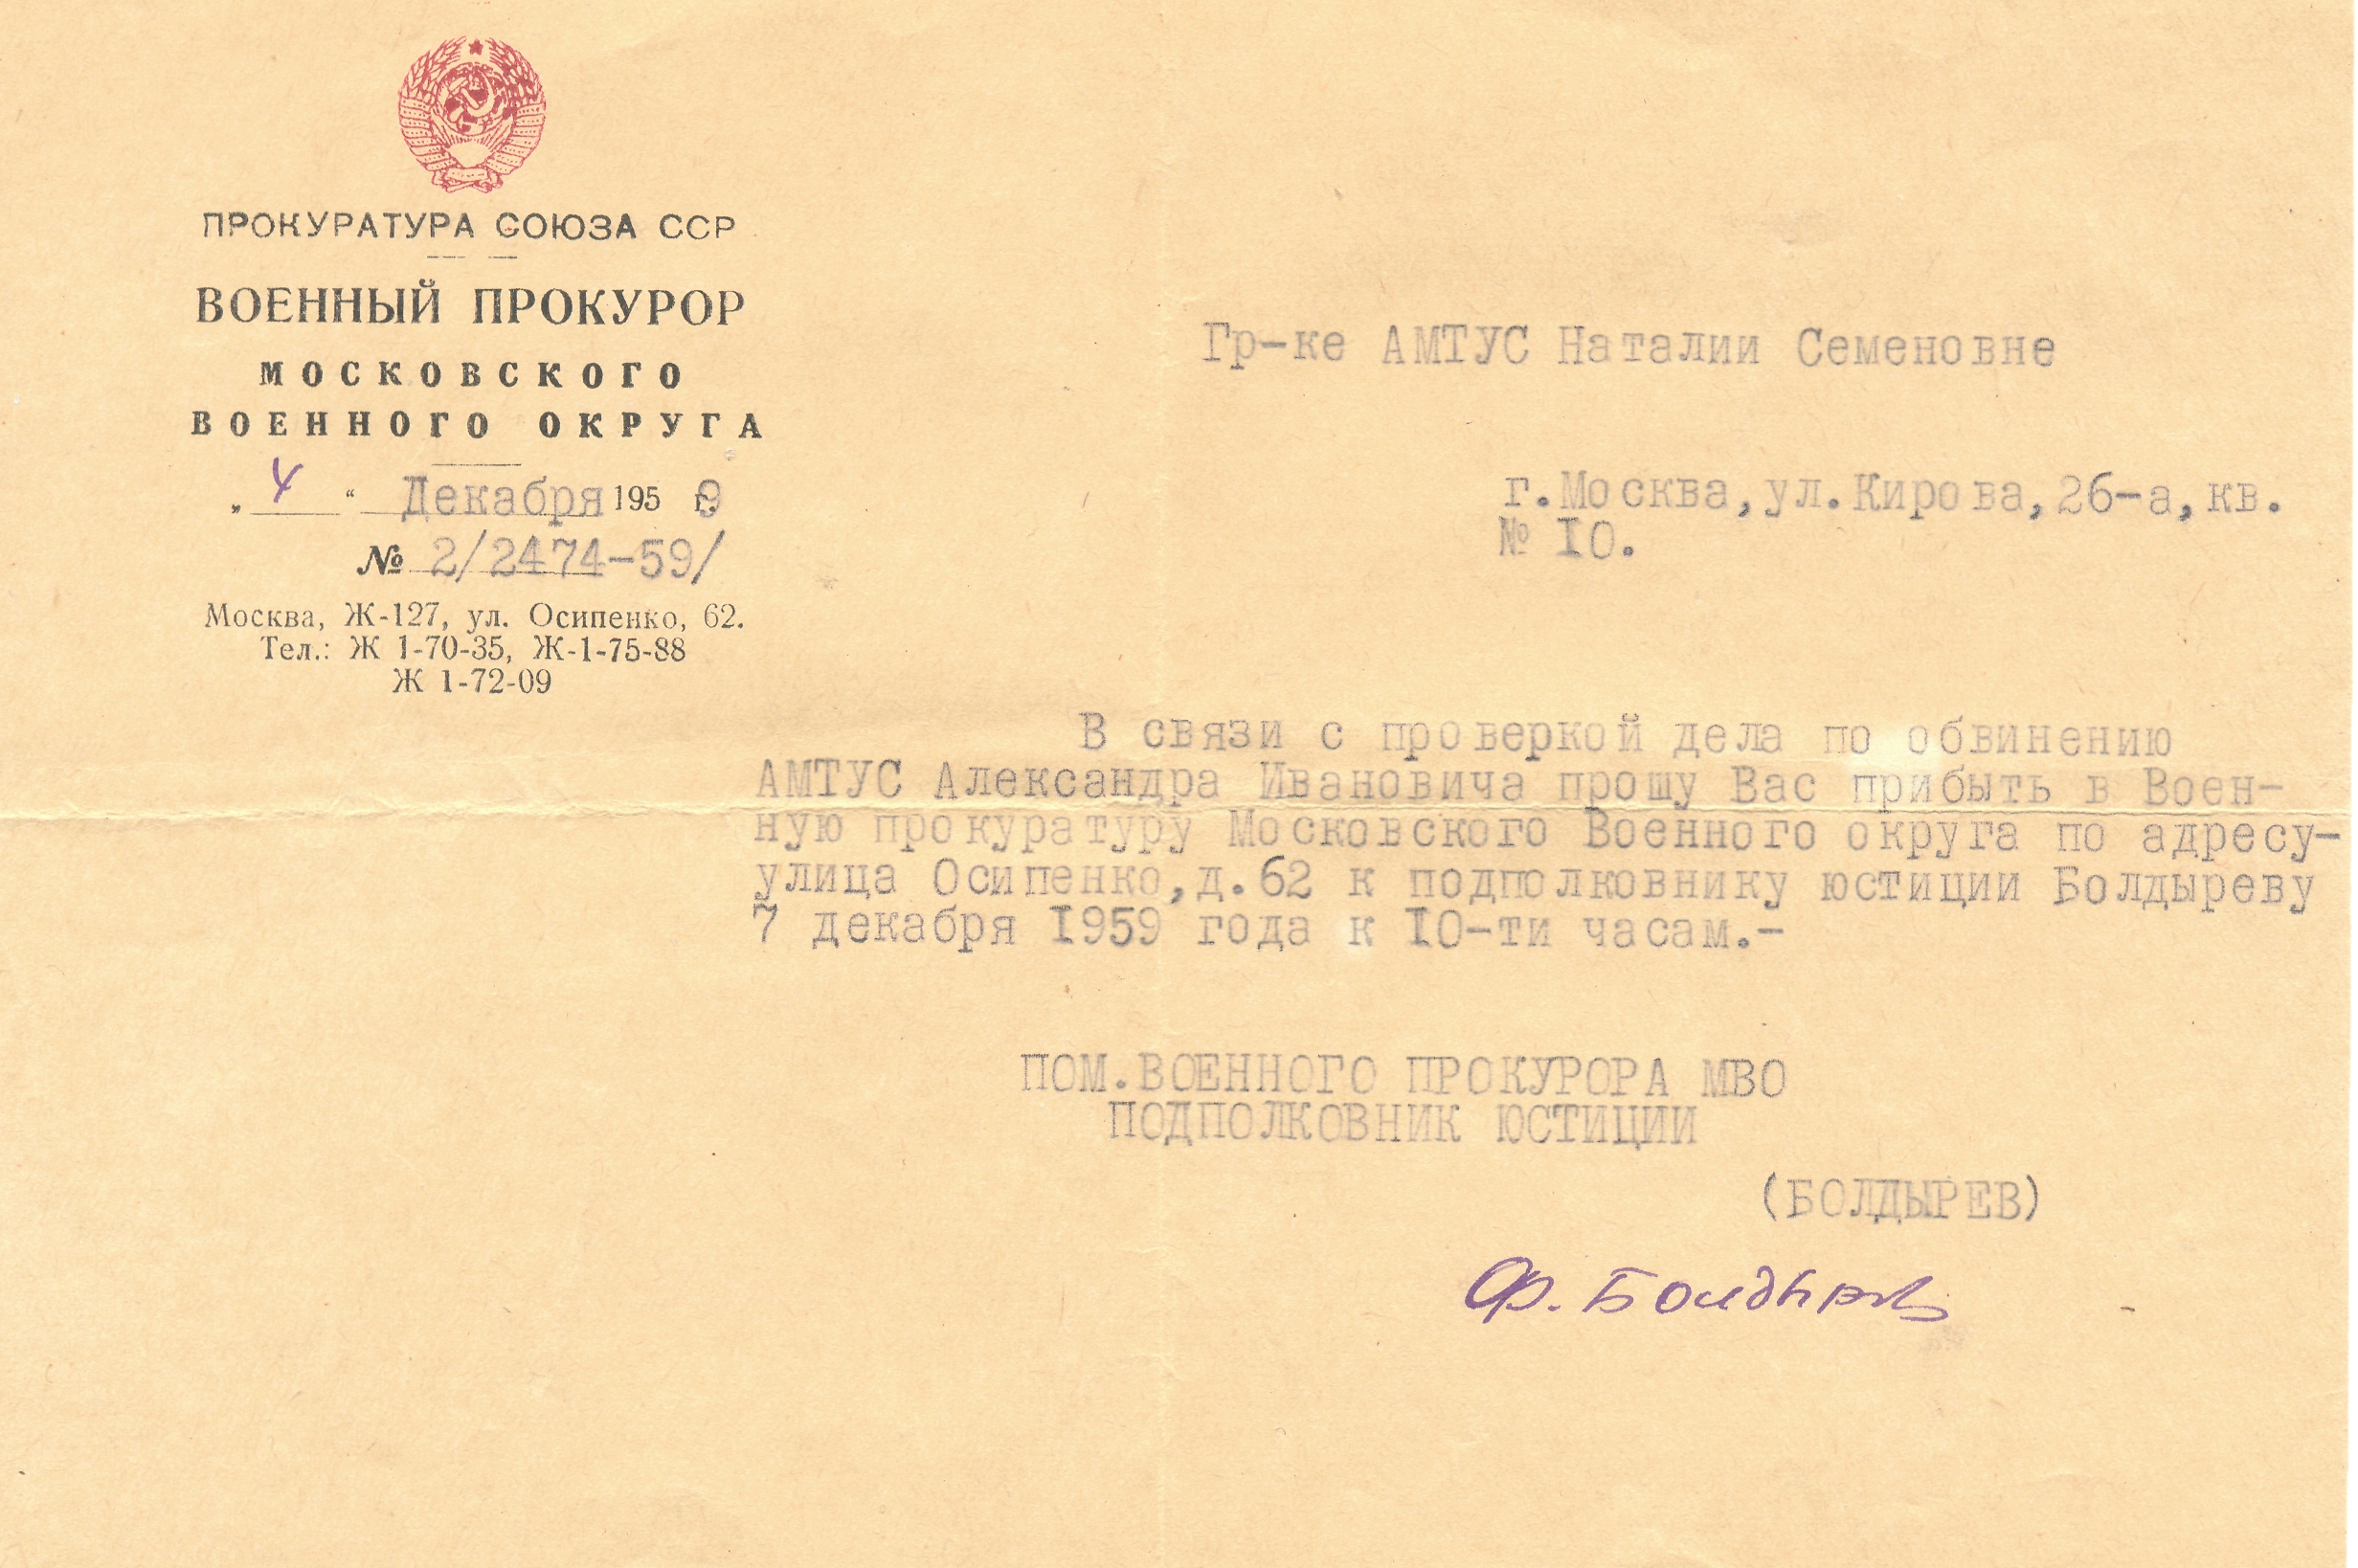 ПРОКУРАТУРА СОЮЗА ССР
ВОЕННЫЙ ПРОКУРОР
МОСКОВСКОГО
ВОЕННОГО ОКРУГА
„ 4 “ Декабря 1959 г.
№ 2/2474-59/
Москва, Ж-127, ул. Осипенко, 62.
Тел.: Ж 1-70-35, Ж-1-75-88
Ж 1-72-09
Гр-ке АМТУС Наталии Семеновне
г.Москва,ул.Кирова,26-а,кв.
№ 10.
В связи с проверкой дела по обвинению
АМТУС Александра Ивановича прошу Вас прибыть в Воен-
ную прокуратуру Московского Военного округа по адресу-
улица Осипенко,д.62 к подполковнику юстиции Болдыреву
7 декабря 1959 года к 10-ти часам.-
ПОМ.ВОЕННОГО ПРОКУРОРА МВО
ПОДПОЛКОВНИК ЮСТИЦИИ
(БОЛДЫРЕВ)
Ф. Болдырев